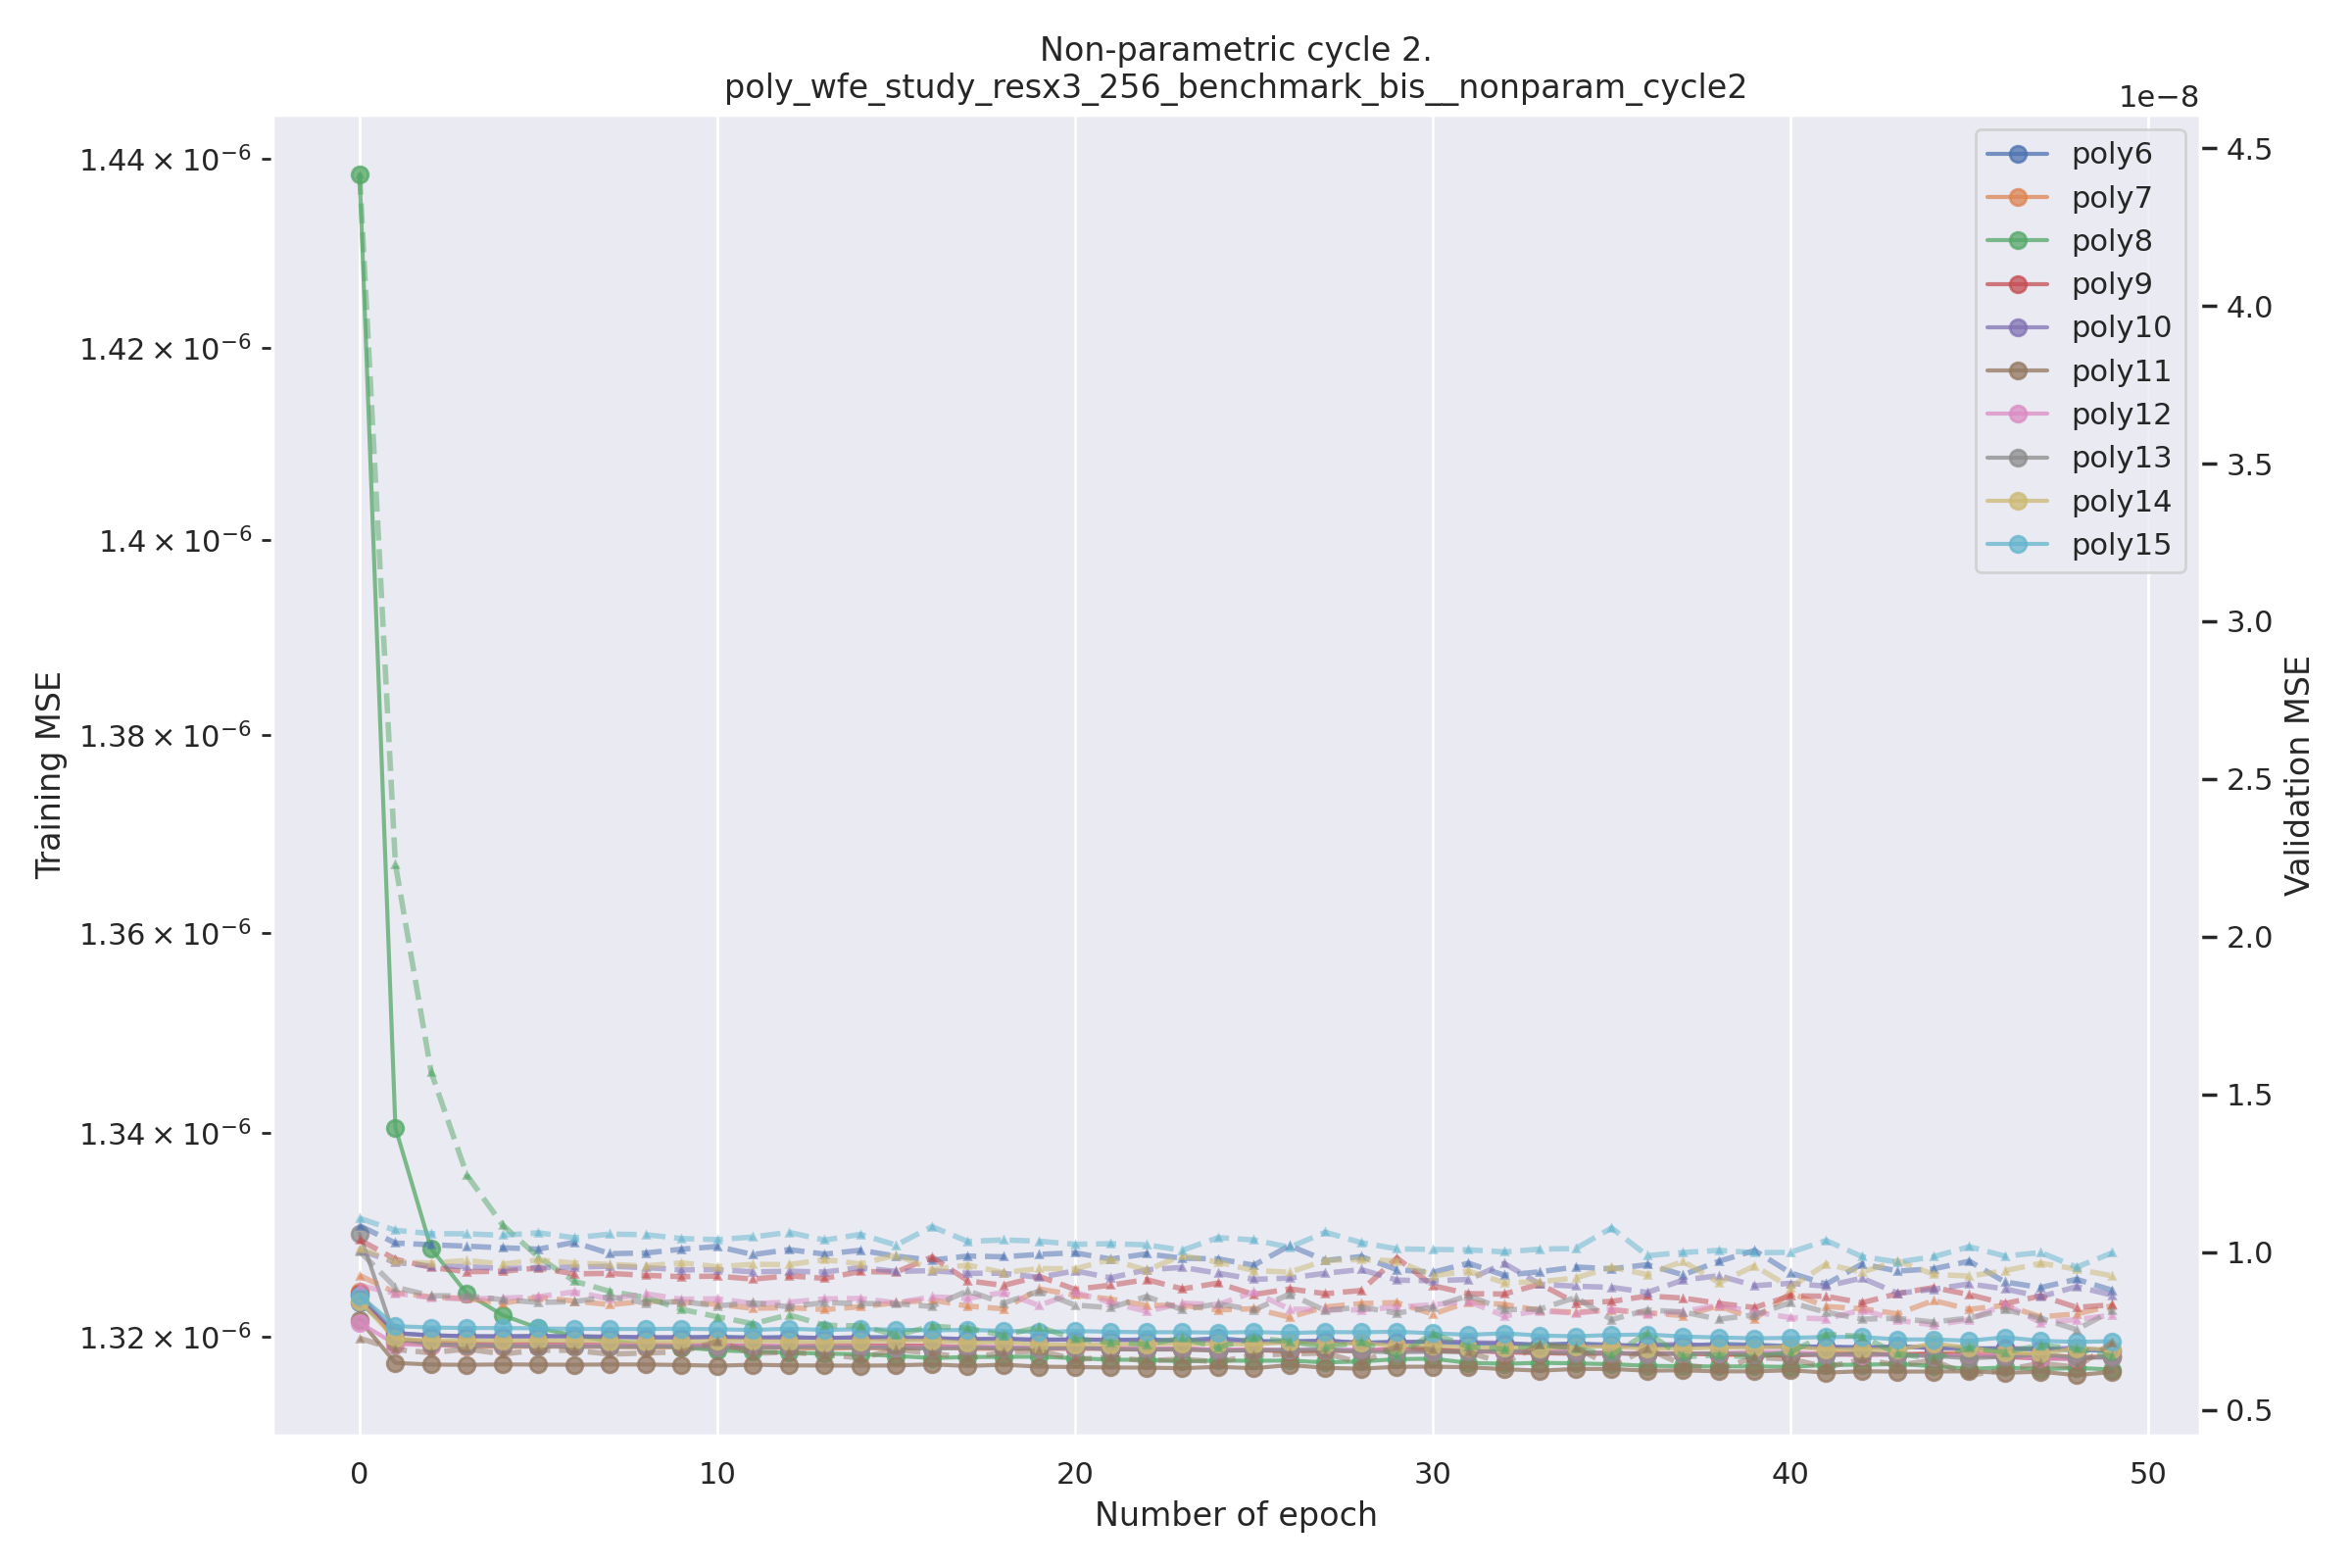 Non-parametric cycle 2.
poly_wfe_study_resx3_256_benchmark_bis__nonparam_cycle2
1e−8
1.44 × 10⁻⁶
1.42 × 10⁻⁶
1.4 × 10⁻⁶
1.38 × 10⁻⁶
1.36 × 10⁻⁶
1.34 × 10⁻⁶
1.32 × 10⁻⁶
Training MSE
poly6
poly7
poly8
poly9
poly10
poly11
poly12
poly13
poly14
poly15
4.5
4.0
3.5
3.0
2.5
2.0
1.5
1.0
0.5
Validation MSE
0 10 20 30 40 50
Number of epoch